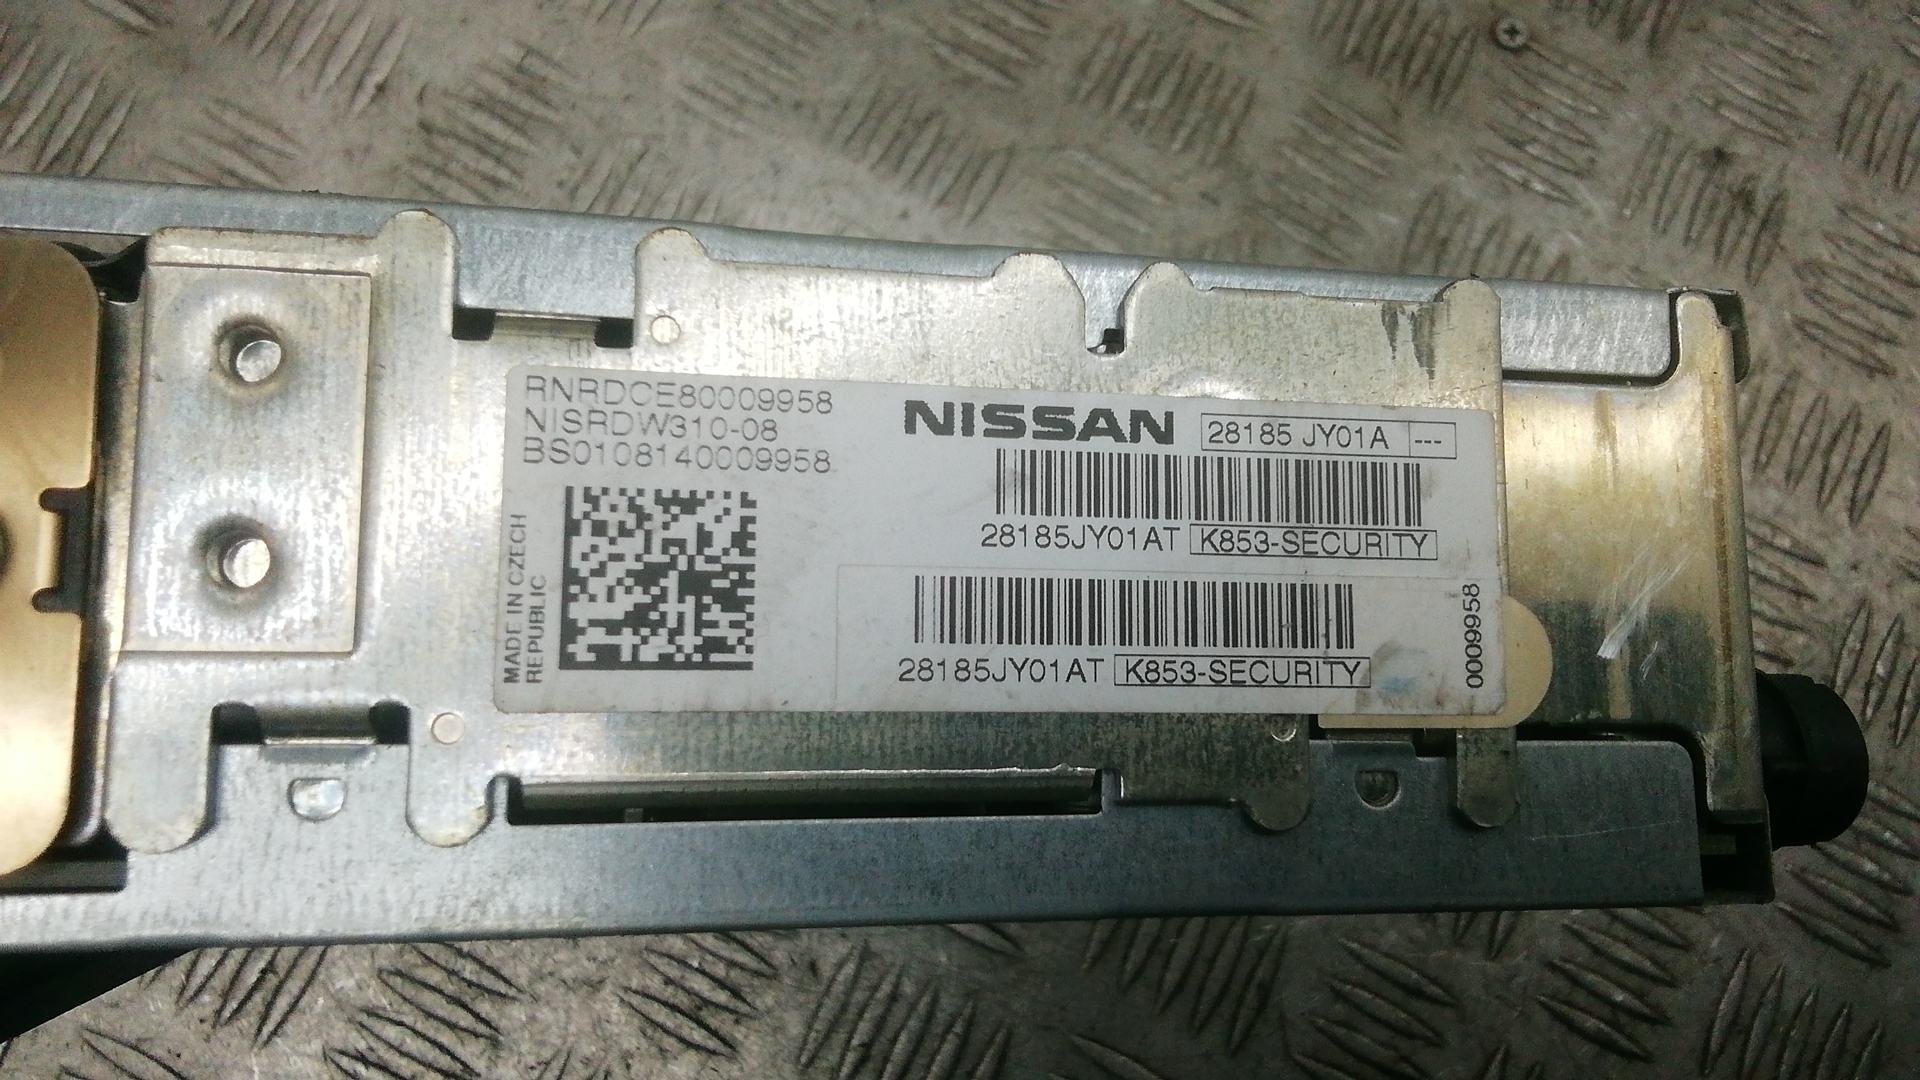 RNRDCE80009958
NISRDW310-08
BS0108140009958
MADE IN CZECH
REPUBLIC
NISSAN
28185 JY01A ---
28185JY01AT K853-SECURITY
28185JY01AT K853-SECURITY
0009958